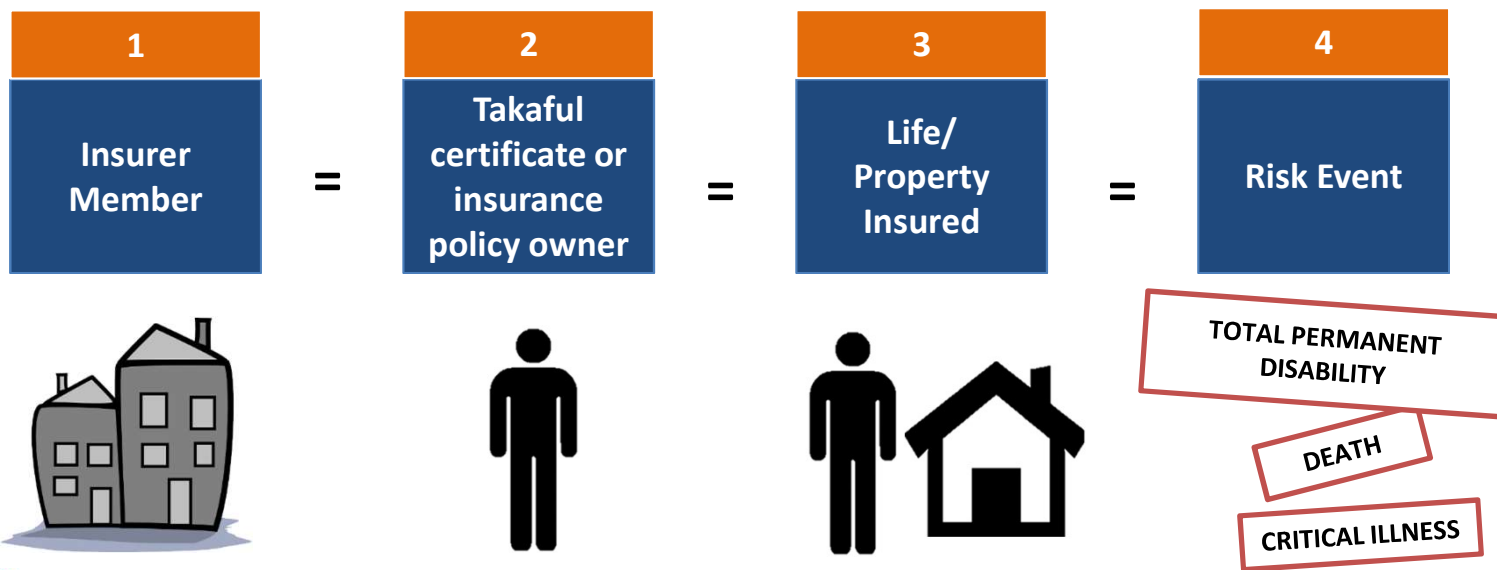 1
Insurer
Member
=
2
Takaful
certificate or
insurance
policy owner
=
3
Life/
Property
Insured
=
4
Risk Event
TOTAL PERMANENT
DISABILITY
DEATH
CRITICAL ILLNESS